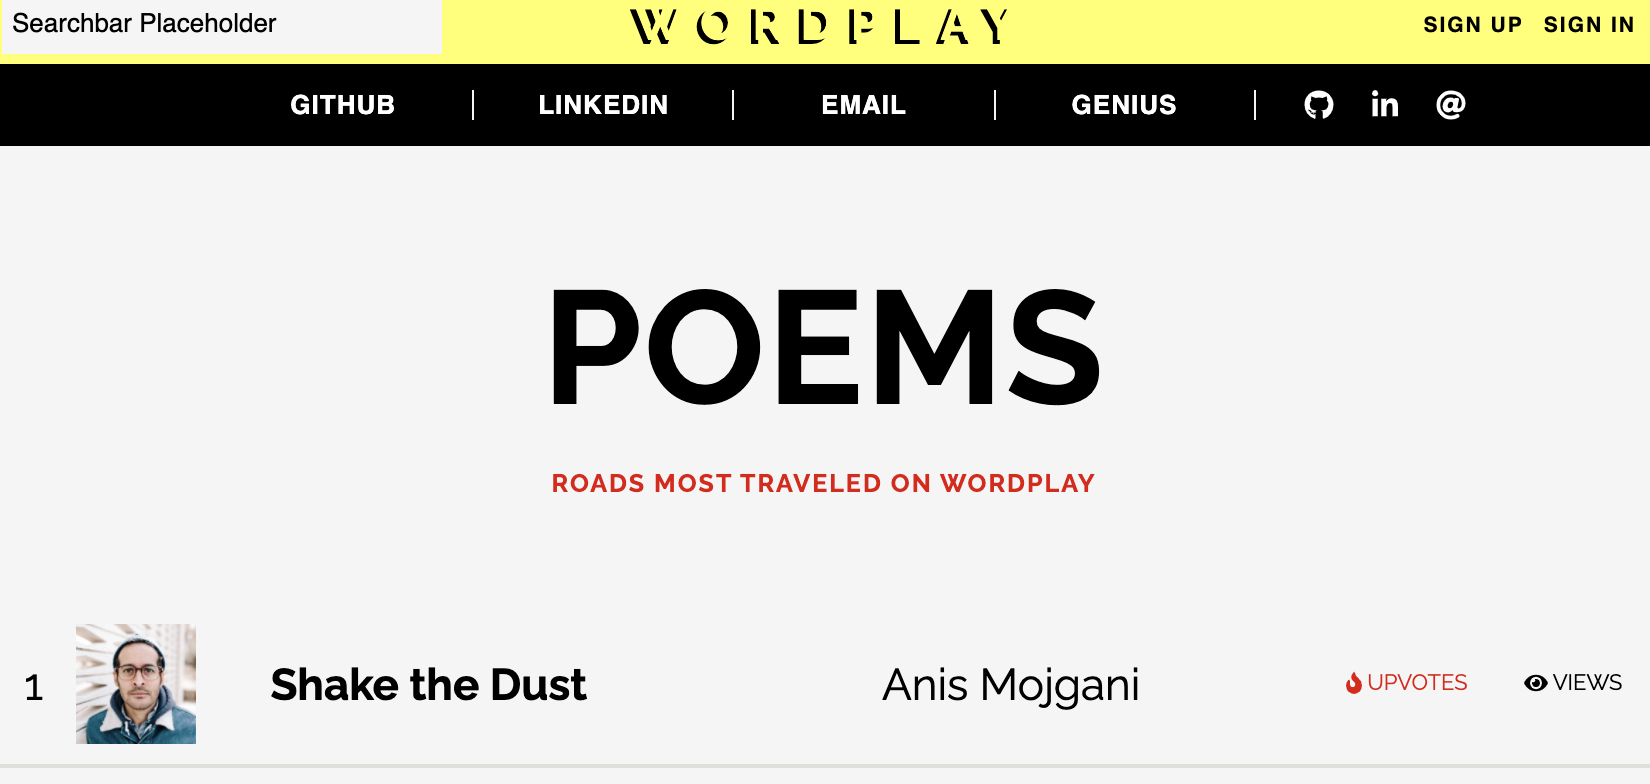 Searchbar Placeholder WORDPLAY SIGN UP SIGN IN
GITHUB LINKEDIN EMAIL GENIUS
POEMS
ROADS MOST TRAVELED ON WORDPLAY
1 Shake the Dust Anis Mojgani UPVOTES VIEWS